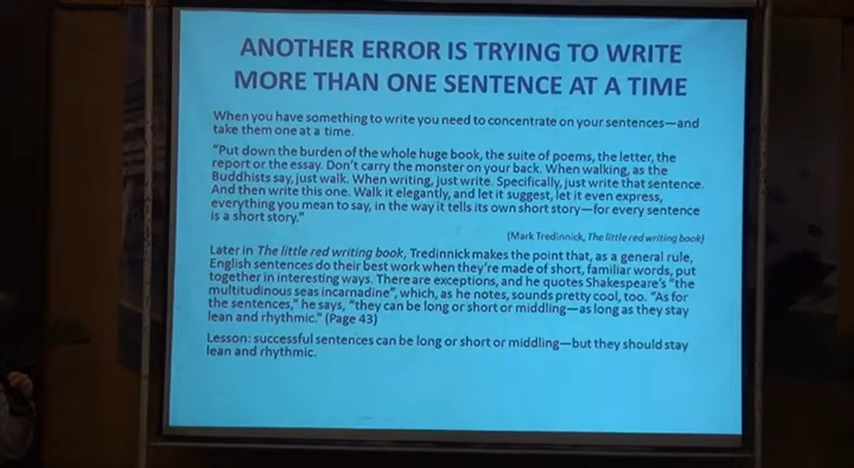 ANOTHER ERROR IS TRYING TO WRITE
MORE THAN ONE SENTENCE AT A TIME
When you have something to write you need to concentrate on your sentences—and
take them one at a time.
"Put down the burden of the whole huge book, the suite of poems, the letter, the
report or the essay. Don't carry the monster on your back. When walking, as the
Buddhists say, just walk. When writing, just write. Specifically, just write that sentence.
And then write this one. Walk it elegantly, and let it suggest, let it even express,
everything you mean to say, in the way it tells its own short story—for every sentence
is a short story."
(Mark Tredinnick, The little red writing book)
Later in The little red writing book, Tredinnick makes the point that, as a general rule,
English sentences do their best work when they're made of short, familiar words, put
together in interesting ways. There are exceptions, and he quotes Shakespeare's "the
multitudinous seas incarnadine", which, as he notes, sounds pretty cool, too. "As for
the sentences," he says, "they can be long or short or middling—as long as they stay
lean and rhythmic." (Page 43)
Lesson: successful sentences can be long or short or middling—but they should stay
lean and rhythmic.